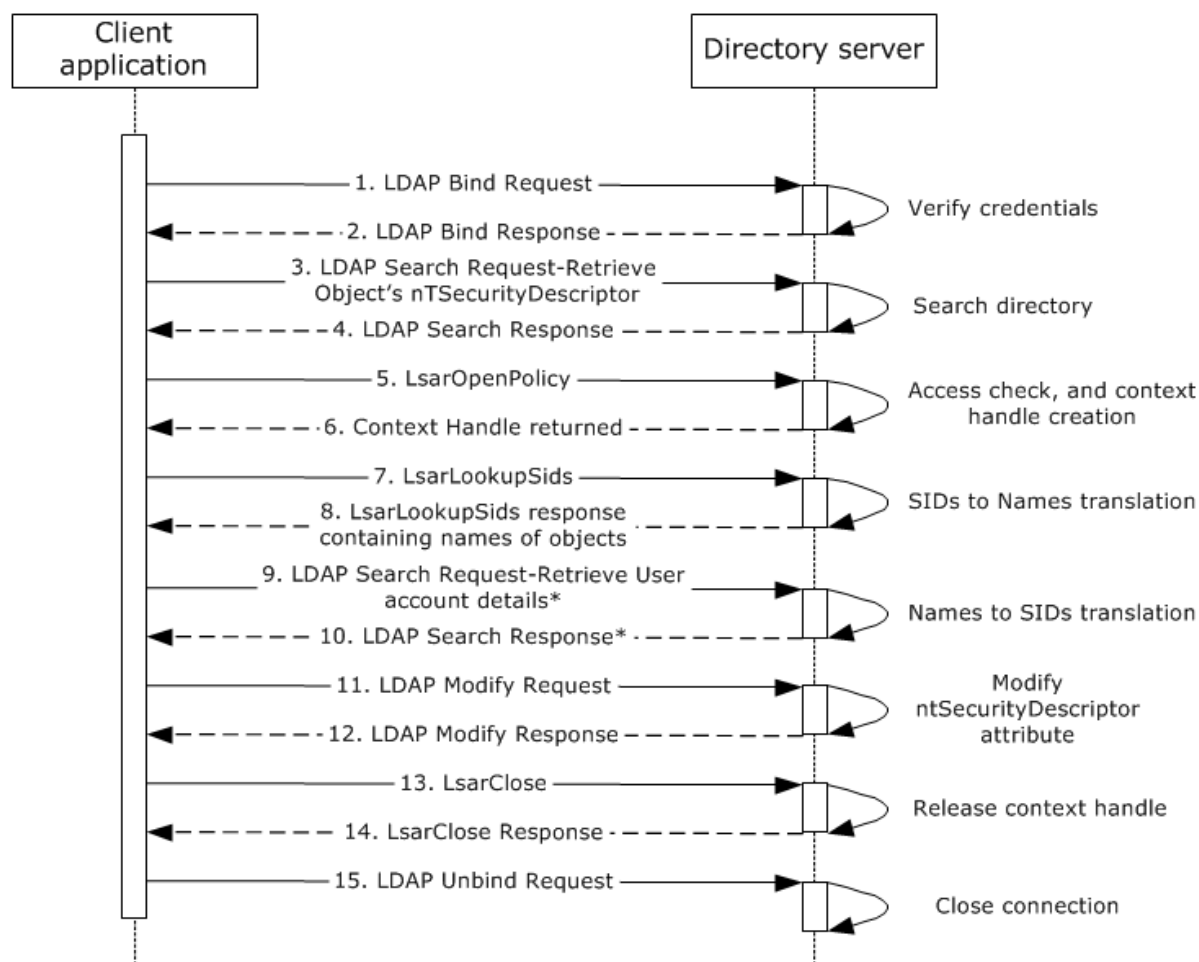 Client
application
Directory server
1. LDAP Bind Request
Verify credentials
2. LDAP Bind Response
3. LDAP Search Request-Retrieve
Object's nTSecurityDescriptor
Search directory
4. LDAP Search Response
5. LsarOpenPolicy
Access check, and context
handle creation
6. Context Handle returned
7. LsarLookupSids
SIDs to Names translation
8. LsarLookupSids response
containing names of objects
9. LDAP Search Request-Retrieve User
account details*
Names to SIDs translation
10. LDAP Search Response*
11. LDAP Modify Request
Modify
ntSecurityDescriptor
attribute
12. LDAP Modify Response
13. LsarClose
Release context handle
14. LsarClose Response
15. LDAP Unbind Request
Close connection